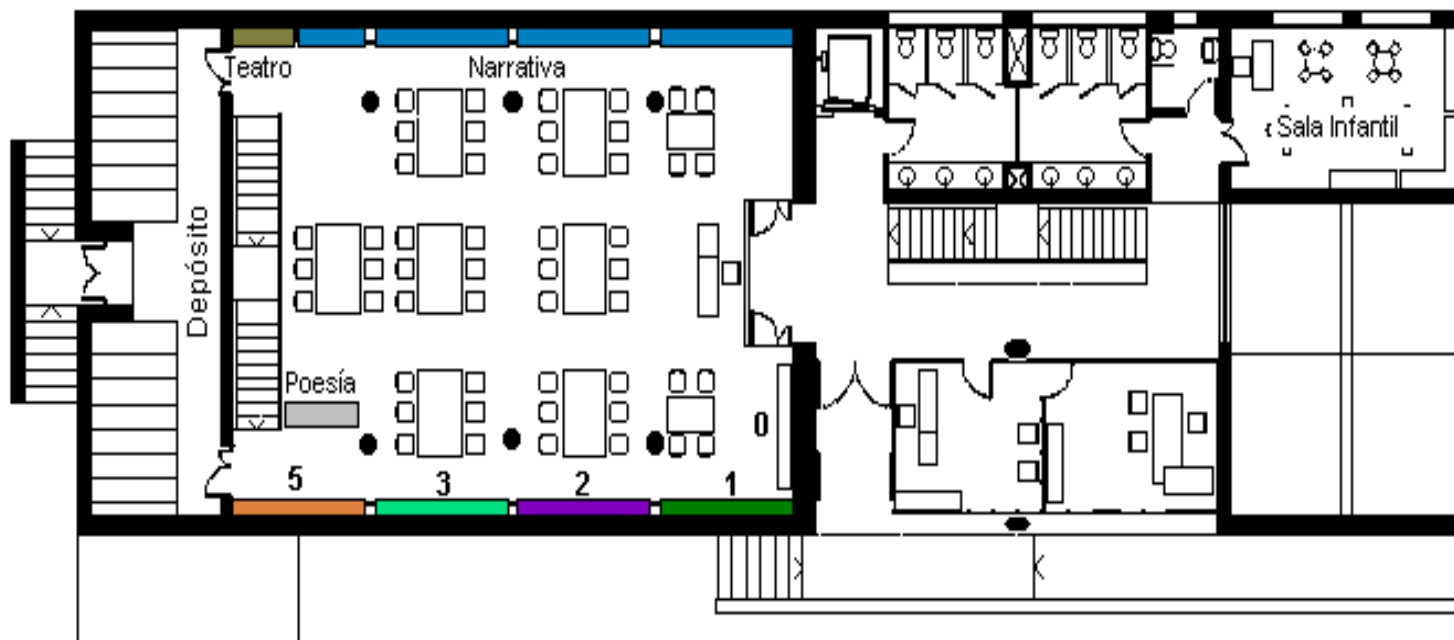 Teatro
Narrativa
Sala Infantil
Depósito
Poesía
0
5
3
2
1